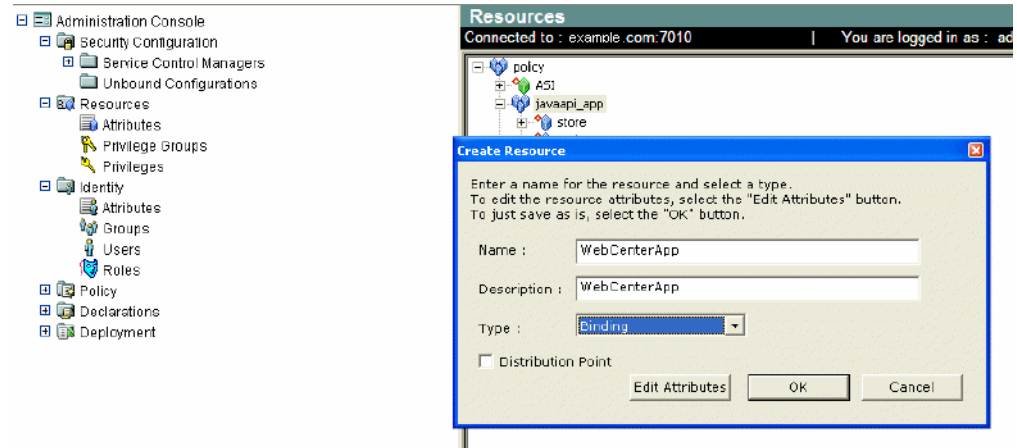 Administration Console
Security Configuration
Service Control Managers
Unbound Configurations
Resources
Attributes
Privilege Groups
Privileges
Identity
Attributes
Groups
Users
Roles
Policy
Declarations
Deployment
Resources
Connected to : example.com:7010 | You are logged in as : ad
policy
ASI
javaapi_app
store
Create Resource
Enter a name for the resource and select a type.
To edit the resource attributes, select the "Edit Attributes" button.
To just save as is, select the "OK" button.
Name : WebCenterApp
Description : WebCenterApp
Type : Binding
Distribution Point
Edit Attributes OK Cancel